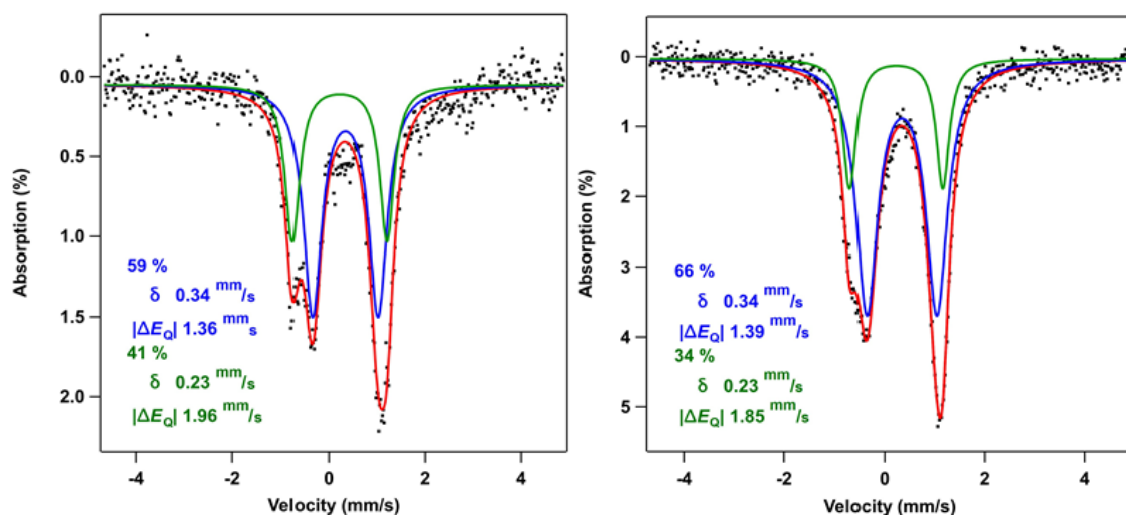 0.0
0.5
1.0
1.5
2.0
Absorption (%)
59 %
δ 0.34 mm/s
|ΔEQ| 1.36 mm s
41 %
δ 0.23 mm/s
|ΔEQ| 1.96 mm/s
-4 -2 0 2 4
Velocity (mm/s)
0
1
2
3
4
5
Absorption (%)
66 %
δ 0.34 mm/s
|ΔEQ| 1.39 mm/s
34 %
δ 0.23 mm/s
|ΔEQ| 1.85 mm/s
-4 -2 0 2 4
Velocity (mm/s)